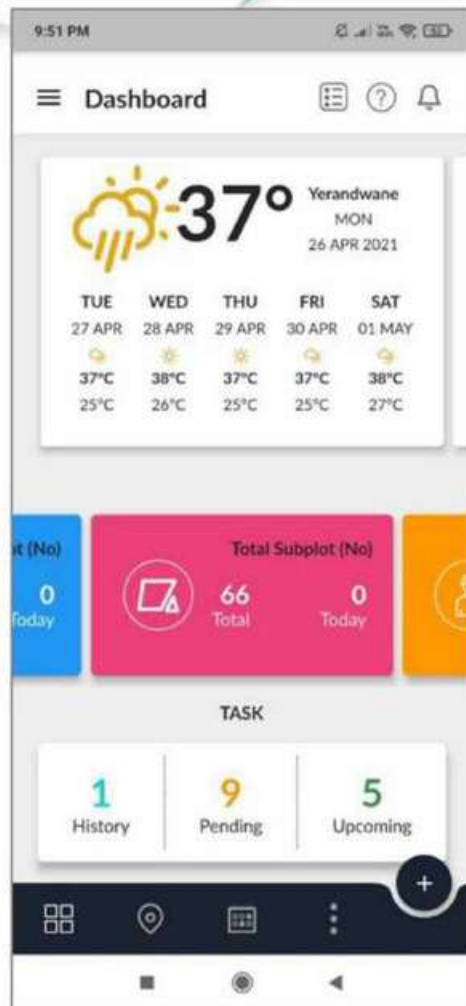 9:51 PM
Dashboard
37°
Yerandwane
MON
26 APR 2021
TUE WED THU FRI SAT
27 APR 28 APR 29 APR 30 APR 01 MAY
37°C 38°C 37°C 37°C 38°C
25°C 26°C 25°C 25°C 27°C
(No)
0
Today
Total Subplot (No)
66
Total
0
Today
TASK
1
History
9
Pending
5
Upcoming